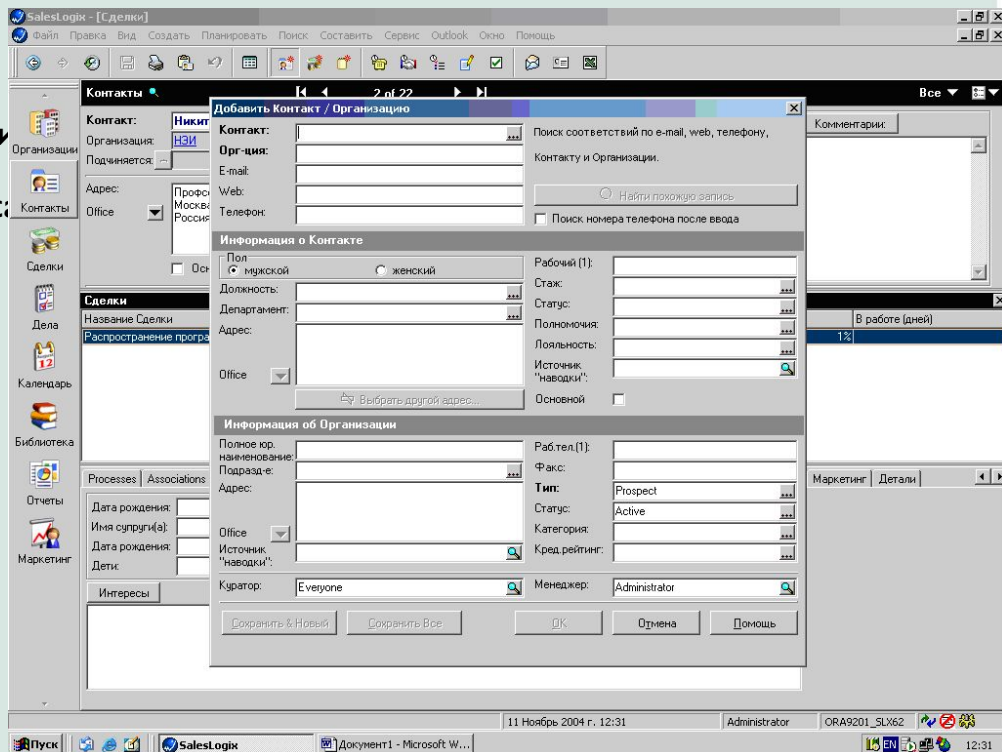 SalesLogix - [Сделки]
Файл Правка Вид Создать Планировать Поиск Составить Сервис Outlook Окно Помощь
Контакты 2 of 22 Все
Контакт: Никит
Организация: НЗИ
Подчиняется:
Адрес: Профс
Москва
Россия
Office
Комментарии:
Организации
Контакты
Сделки
Дела
Календарь
12
Библиотека
Отчеты
Маркетинг
Добавить Контакт / Организацию
Контакт:
Орг-ция:
E-mail:
Web:
Телефон:
Поиск соответствий по e-mail, web, телефону,
Контакту и Организации.
Найти похожую запись
Поиск номера телефона после ввода
Информация о Контакте
Пол
мужской женский
Должность:
Департамент:
Адрес:
Office
Выбрать другой адрес...
Рабочий (1):
Стаж:
Статус:
Полномочия:
Лояльность:
Источник
"наводки":
Основной
Информация об Организации
Полное юр.
наименование:
Подразд-е:
Адрес:
Office
Источник
"наводки":
Раб.тел.(1):
Факс:
Тип: Prospect
Статус: Active
Категория:
Кред.рейтинг:
Куратор: Everyone
Менеджер: Administrator
Сохранить & Новый Сохранить Все OK Отмена Помощь
Сделки
Название Сделки В работе (дней)
Распространение програ 1%
Processes Associations Маркетинг Детали
Дата рождения:
Имя супруги(а):
Дата рождения:
Дети:
Интересы
11 Ноябрь 2004 г. 12:31 Administrator ORA9201_SLX62
Пуск SalesLogix Документ1 - Microsoft W... EN 12:31